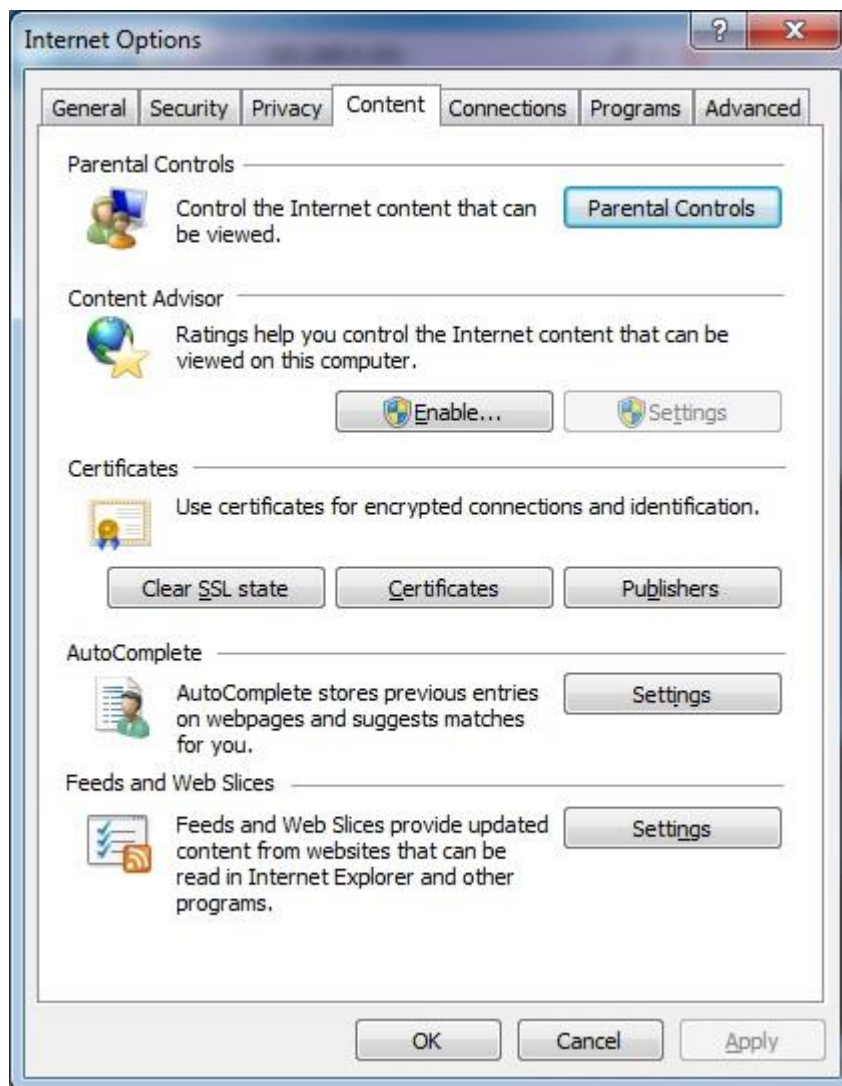 Internet Options
?
General Security Privacy Content Connections Programs Advanced
Parental Controls
Control the Internet content that can
be viewed.
Parental Controls
Content Advisor
Ratings help you control the Internet content that can be
viewed on this computer.
Enable... Settings
Certificates
Use certificates for encrypted connections and identification.
Clear SSL state Certificates Publishers
AutoComplete
AutoComplete stores previous entries
on webpages and suggests matches
for you.
Settings
Feeds and Web Slices
Feeds and Web Slices provide updated
content from websites that can be
read in Internet Explorer and other
programs.
Settings
OK Cancel Apply